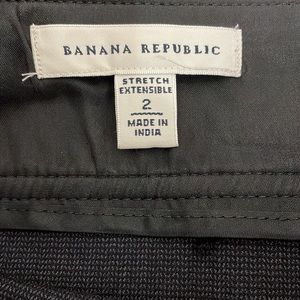 BANANA REPUBLIC
STRETCH
EXTENSIBLE
2
MADE IN
INDIA